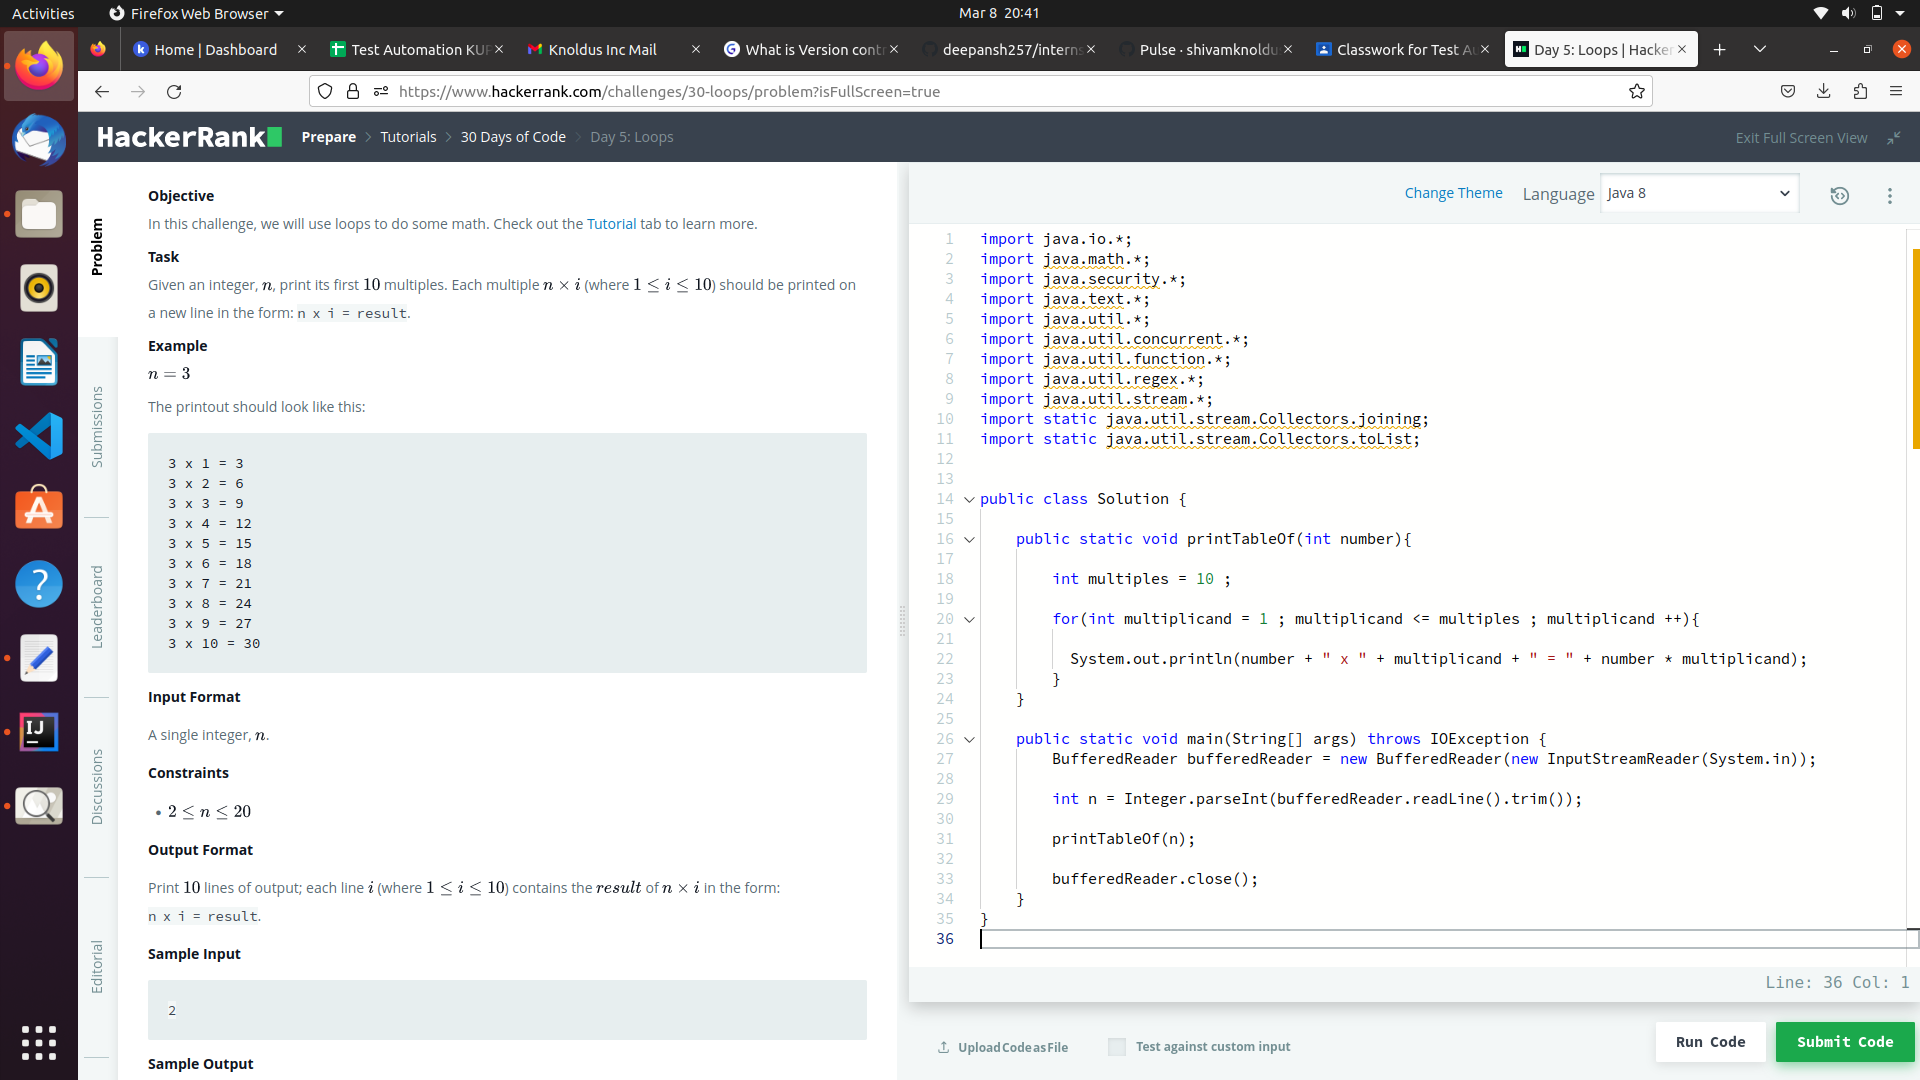 Activities
Firefox Web Browser
Mar 8 20:41
Home | Dashboard
Test Automation KUP
Knoldus Inc Mail
What is Version contr
deepansh257/interns
Pulse · shivamknoldu
Classwork for Test Au
Day 5: Loops | Hacker
https://www.hackerrank.com/challenges/30-loops/problem?isFullScreen=true
HackerRank
Prepare > Tutorials > 30 Days of Code > Day 5: Loops
Exit Full Screen View
Problem
Submissions
Leaderboard
Discussions
Editorial
Objective
In this challenge, we will use loops to do some math. Check out the Tutorial tab to learn more.
Task
Given an integer, n, print its first 10 multiples. Each multiple n × i (where 1 ≤ i ≤ 10) should be printed on
a new line in the form: n x i = result.
Example
n = 3
The printout should look like this:
3 x 1 = 3
3 x 2 = 6
3 x 3 = 9
3 x 4 = 12
3 x 5 = 15
3 x 6 = 18
3 x 7 = 21
3 x 8 = 24
3 x 9 = 27
3 x 10 = 30
Input Format
A single integer, n.
Constraints
• 2 ≤ n ≤ 20
Output Format
Print 10 lines of output; each line i (where 1 ≤ i ≤ 10) contains the result of n × i in the form:
n x i = result.
Sample Input
2
Sample Output
Change Theme
Language
Java 8
1 import java.io.*;
2 import java.math.*;
3 import java.security.*;
4 import java.text.*;
5 import java.util.*;
6 import java.util.concurrent.*;
7 import java.util.function.*;
8 import java.util.regex.*;
9 import java.util.stream.*;
10 import static java.util.stream.Collectors.joining;
11 import static java.util.stream.Collectors.toList;
12
13
14 public class Solution {
15
16 public static void printTableOf(int number){
17
18 int multiples = 10 ;
19
20 for(int multiplicand = 1 ; multiplicand <= multiples ; multiplicand ++){
21
22 System.out.println(number + " x " + multiplicand + " = " + number * multiplicand);
23 }
24 }
25
26 public static void main(String[] args) throws IOException {
27 BufferedReader bufferedReader = new BufferedReader(new InputStreamReader(System.in));
28
29 int n = Integer.parseInt(bufferedReader.readLine().trim());
30
31 printTableOf(n);
32
33 bufferedReader.close();
34 }
35 }
36
Line: 36 Col: 1
Upload Code as File
Test against custom input
Run Code
Submit Code